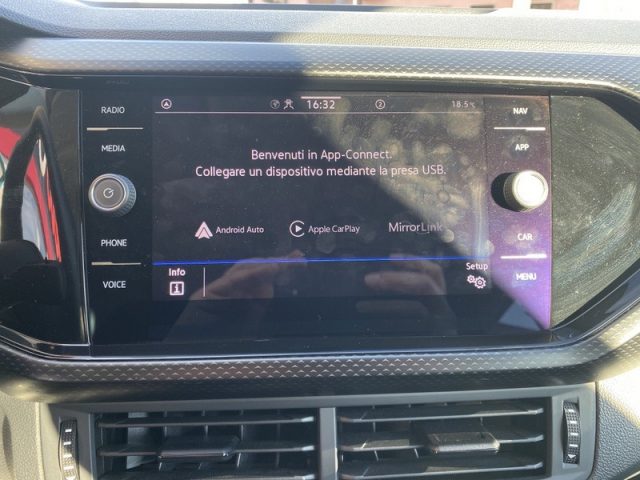 RADIO
MEDIA
PHONE
VOICE
16:32
2
18.5°C
Benvenuti in App-Connect.
Collegare un dispositivo mediante la presa USB.
Android Auto
Apple CarPlay
MirrorLink
Info
Setup
NAV
APP
CAR
MENU